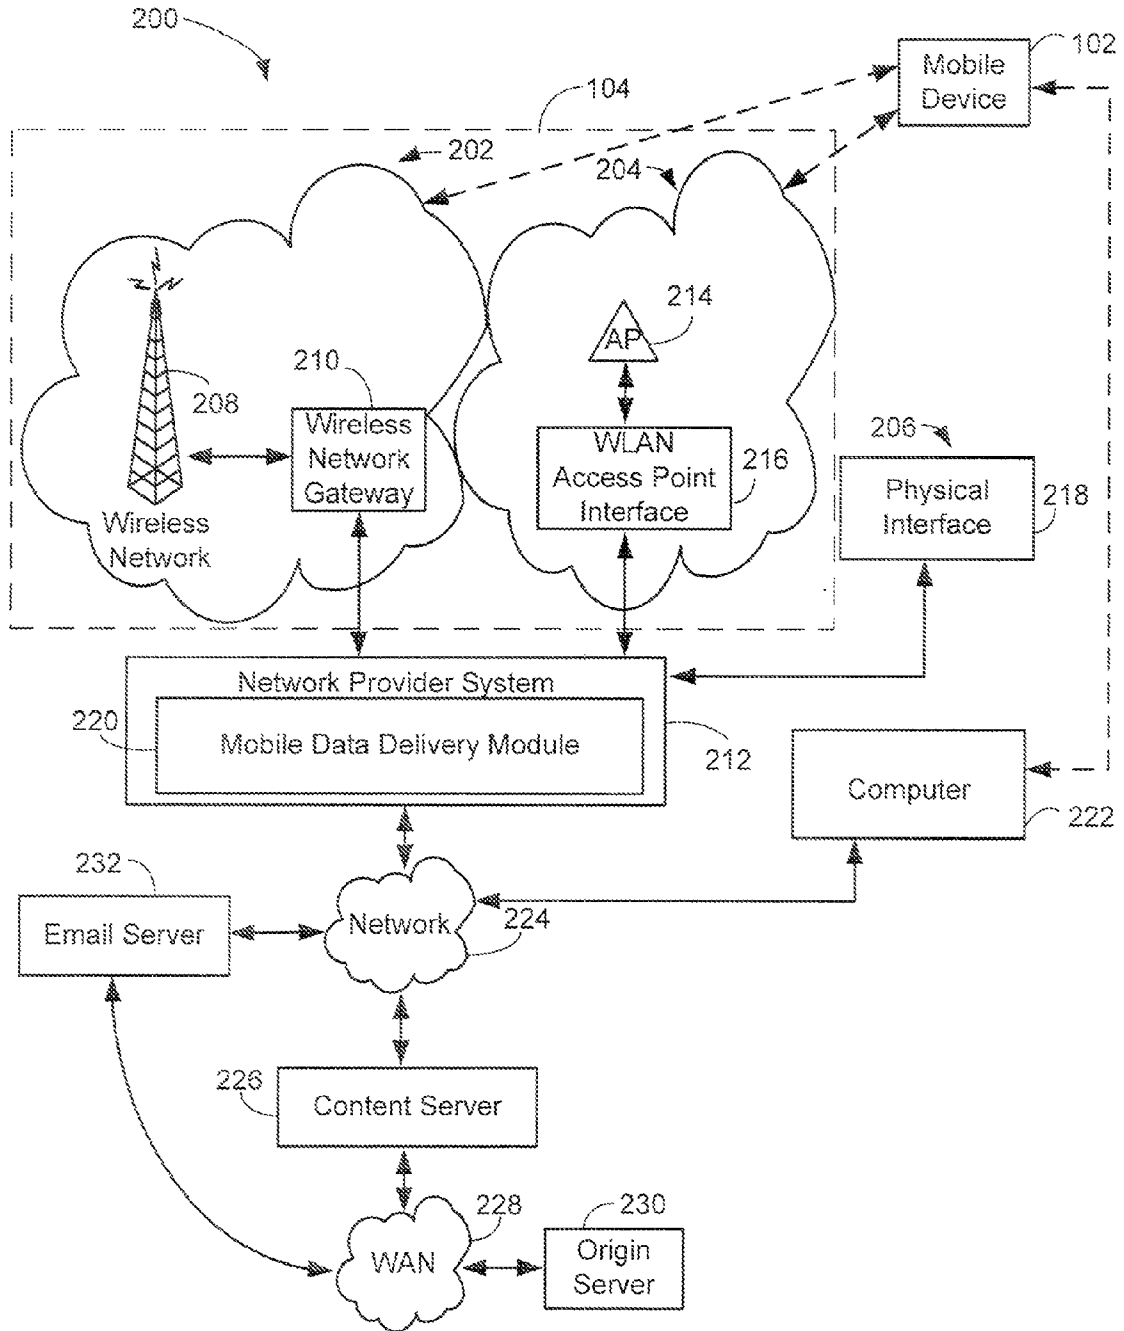 200
102
Mobile
Device
104
202
204
AP
214
210
208
Wireless
Network
Gateway
WLAN
Access Point
Interface
216
206
Physical
Interface
218
Wireless
Network
Network Provider System
220
Mobile Data Delivery Module
212
Computer
222
232
Email Server
Network
224
226
Content Server
228
WAN
230
Origin
Server